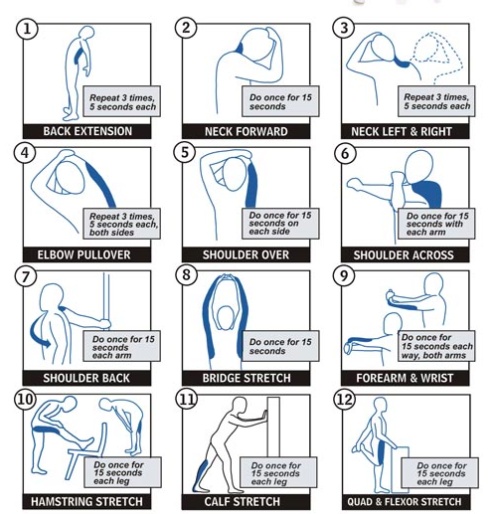 1
Repeat 3 times,
5 seconds each
BACK EXTENSION
2
Do once for 15
seconds
NECK FORWARD
3
Repeat 3 times,
5 seconds each
NECK LEFT & RIGHT
4
Repeat 3 times,
5 seconds each,
both sides
ELBOW PULLOVER
5
Do once for 15
seconds on
each side
SHOULDER OVER
6
Do once for 15
seconds with
each arm
SHOULDER ACROSS
7
Do once for 15
seconds
each arm
SHOULDER BACK
8
Do once for 15
seconds
BRIDGE STRETCH
9
Do once for
15 seconds each
way, both arms
FOREARM & WRIST
10
Do once for
15 seconds
each leg
HAMSTRING STRETCH
11
Do once for
15 seconds
each leg
CALF STRETCH
12
Do once for
15 seconds
each leg
QUAD & FLEXOR STRETCH